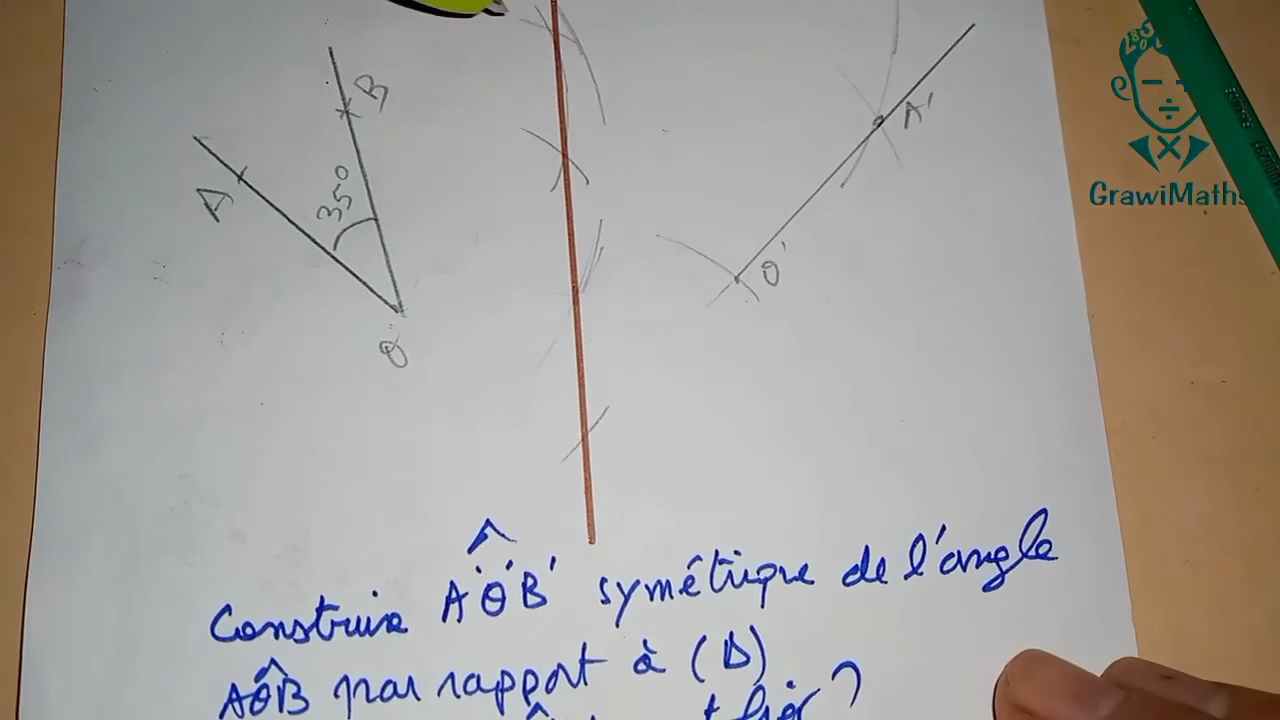 B
A
35°
O
A'
O'
GrawiMaths
Construire A'O'B' symétrique de l'angle
AOB par rapport à (D)